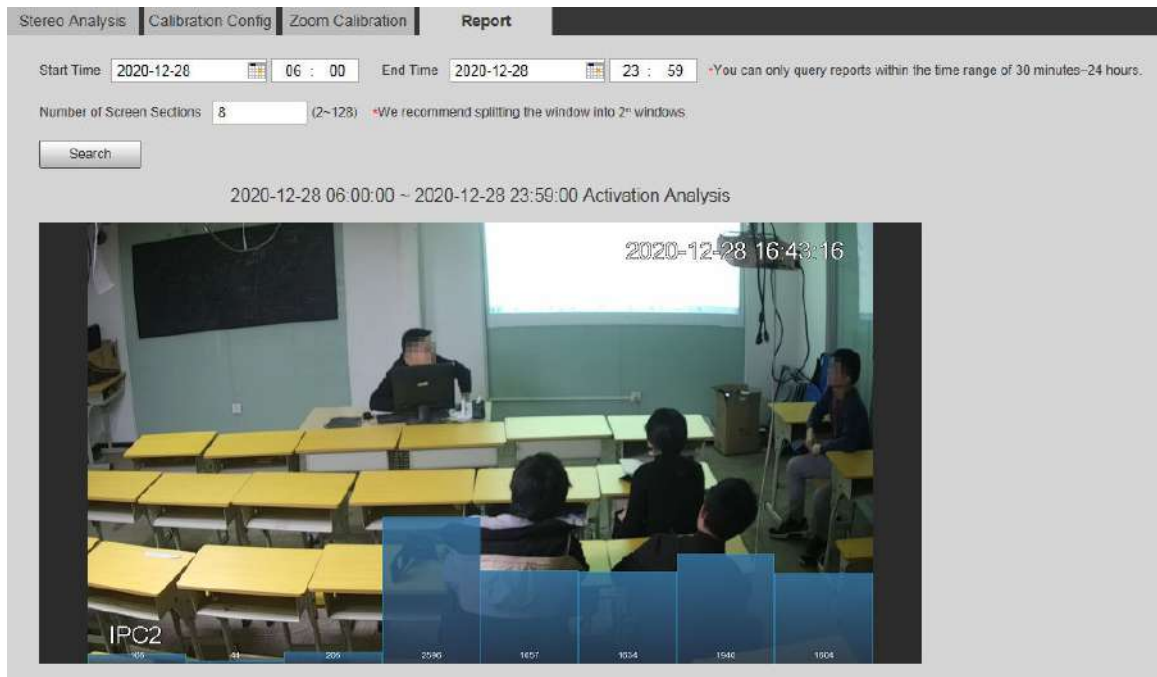 Stereo Analysis Calibration Config Zoom Calibration Report
Start Time 2020-12-28 06 : 00 End Time 2020-12-28 23 : 59 *You can only query reports within the time range of 30 minutes~24 hours.
Number of Screen Sections 8 (2~128) *We recommend splitting the window into 2ⁿ windows
Search
2020-12-28 06:00:00 ~ 2020-12-28 23:59:00 Activation Analysis
2020-12-28 16:43:16
IPC2
2596 1657 1634 1604